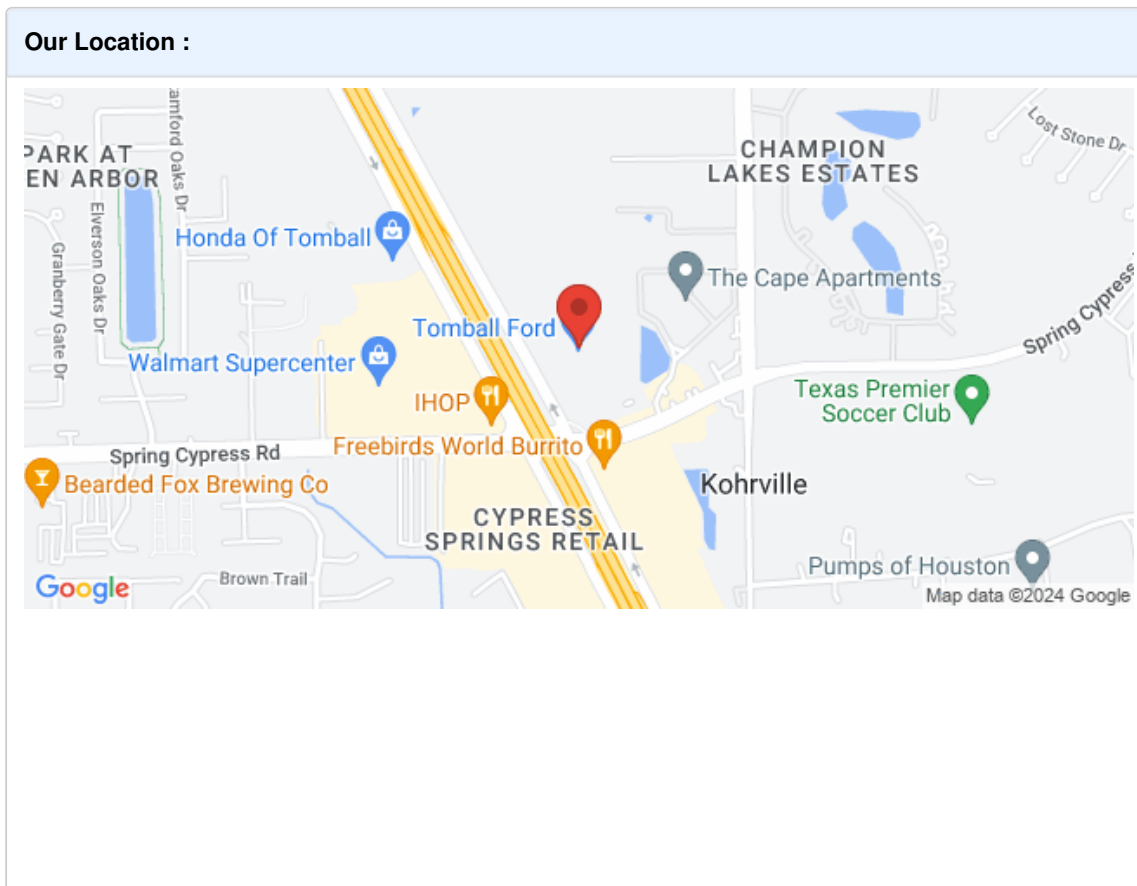 Our Location :
PARK AT
EN ARBOR
amford Oaks Dr
Elverson Oaks Dr
Granberry Gate Dr
CHAMPION
LAKES ESTATES
Lost Stone Dr
Honda Of Tomball
The Cape Apartments
Tomball Ford
Spring Cypress
Walmart Supercenter
IHOP
Texas Premier
Soccer Club
Freebirds World Burrito
Spring Cypress Rd
Bearded Fox Brewing Co
Kohrville
CYPRESS
SPRINGS RETAIL
Brown Trail
Pumps of Houston
Google
Map data ©2024 Google